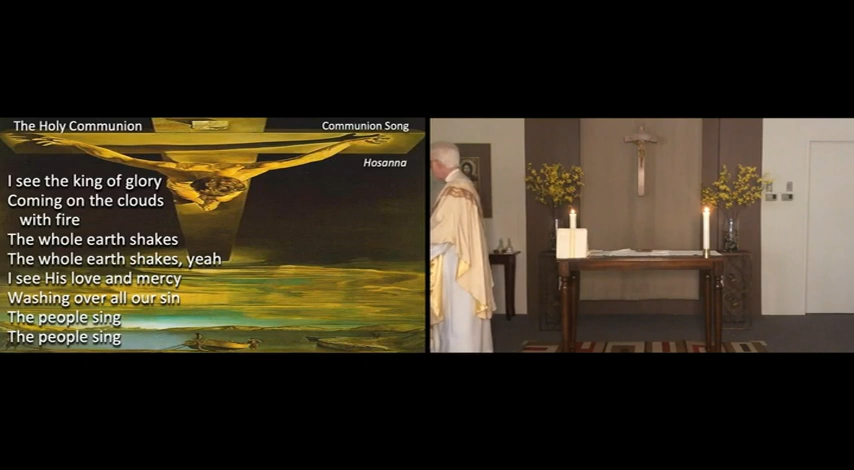 The Holy Communion
Communion Song
Hosanna
I see the king of glory
Coming on the clouds
with fire
The whole earth shakes
The whole earth shakes, yeah
I see His love and mercy
Washing over all our sin
The people sing
The people sing